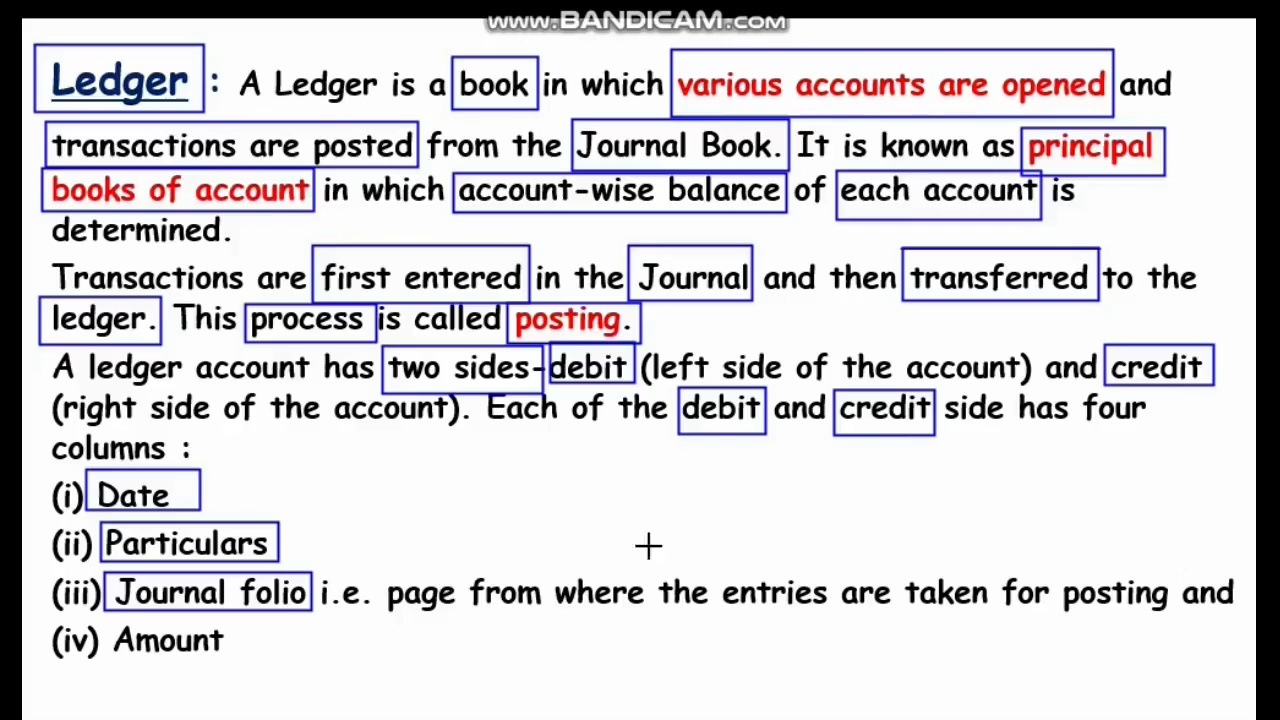 www.BANDICAM.com
Ledger : A Ledger is a book in which various accounts are opened and
transactions are posted from the Journal Book. It is known as principal
books of account in which account-wise balance of each account is
determined.
Transactions are first entered in the Journal and then transferred to the
ledger. This process is called posting.
A ledger account has two sides-debit (left side of the account) and credit
(right side of the account). Each of the debit and credit side has four
columns :
(i) Date
(ii) Particulars
(iii) Journal folio i.e. page from where the entries are taken for posting and
(iv) Amount